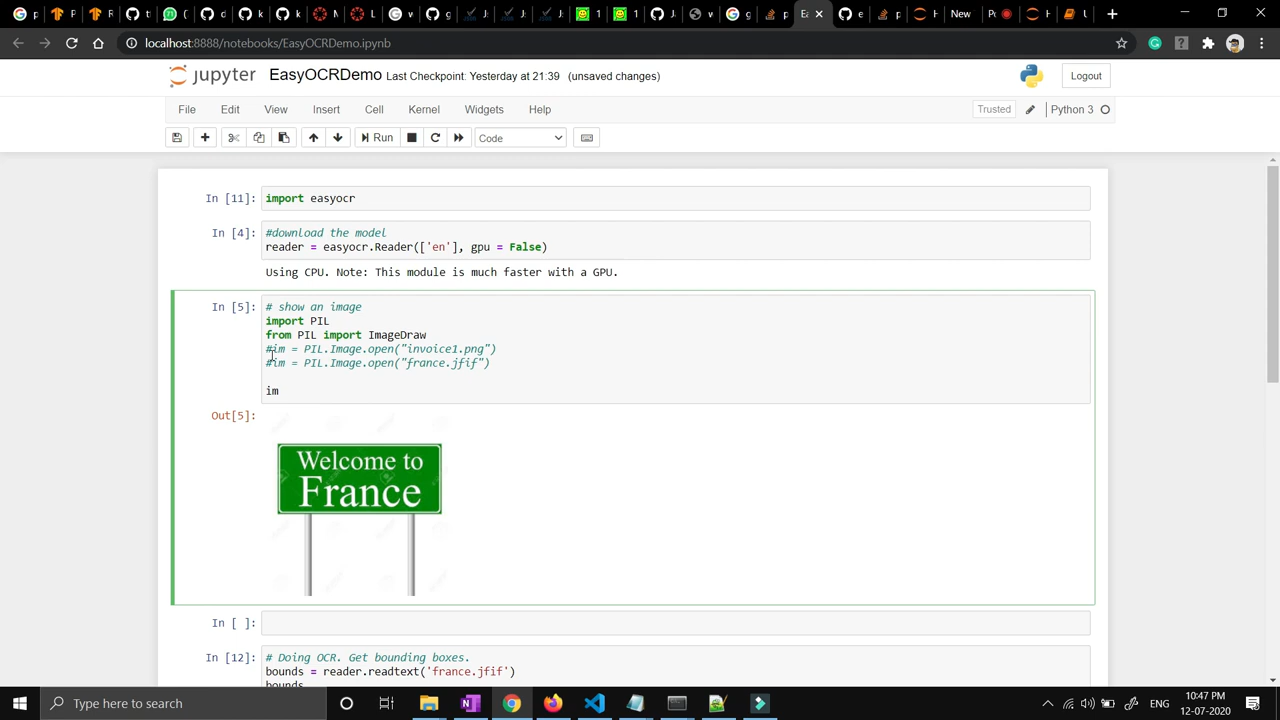 localhost:8888/notebooks/EasyOCRDemo.ipynb
jupyter EasyOCRDemo Last Checkpoint: Yesterday at 21:39 (unsaved changes)
Logout
File Edit View Insert Cell Kernel Widgets Help
Trusted
Python 3
Run
Code
In [11]:
import easyocr
In [4]:
#download the model
reader = easyocr.Reader(['en'], gpu = False)
Using CPU. Note: This module is much faster with a GPU.
In [5]:
# show an image
import PIL
from PIL import ImageDraw
#im = PIL.Image.open("invoice1.png")
#im = PIL.Image.open("france.jfif")
im
Out[5]:
Welcome to
France
In [ ]:
In [12]:
# Doing OCR. Get bounding boxes.
bounds = reader.readtext('france.jfif')
bounds
Type here to search
ENG
10:47 PM
12-07-2020